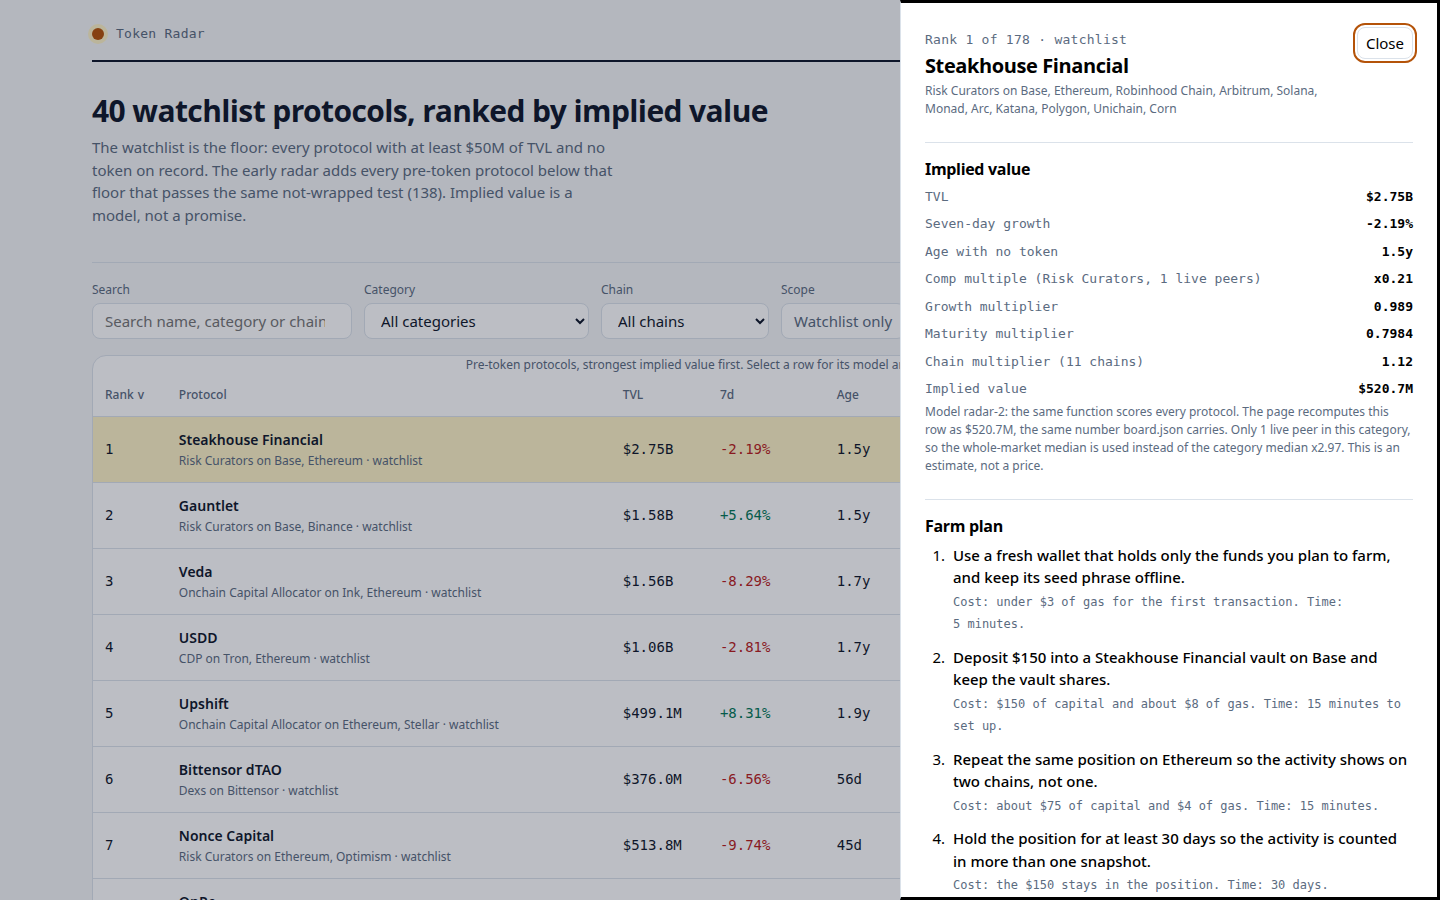 Token Radar
40 watchlist protocols, ranked by implied value
The watchlist is the floor: every protocol with at least $50M of TVL and no
token on record. The early radar adds every pre-token protocol below that
floor that passes the same not-wrapped test (138). Implied value is a
model, not a promise.
Search
Category
Chain
Scope
Search name, category or chain
All categories
All chains
Watchlist only
Pre-token protocols, strongest implied value first. Select a row for its model
Rank v
Protocol
TVL
7d
Age
1
Steakhouse Financial
Risk Curators on Base, Ethereum · watchlist
$2.75B
-2.19%
1.5y
2
Gauntlet
Risk Curators on Base, Binance · watchlist
$1.58B
+5.64%
1.5y
3
Veda
Onchain Capital Allocator on Ink, Ethereum · watchlist
$1.56B
-8.29%
1.7y
4
USDD
CDP on Tron, Ethereum · watchlist
$1.06B
-2.81%
1.7y
5
Upshift
Onchain Capital Allocator on Ethereum, Stellar · watchlist
$499.1M
+8.31%
1.9y
6
Bittensor dTAO
Dexs on Bittensor · watchlist
$376.0M
-6.56%
56d
7
Nonce Capital
Risk Curators on Ethereum, Optimism · watchlist
$513.8M
-9.74%
45d
Rank 1 of 178 · watchlist
Close
Steakhouse Financial
Risk Curators on Base, Ethereum, Robinhood Chain, Arbitrum, Solana,
Monad, Arc, Katana, Polygon, Unichain, Corn
Implied value
TVL $2.75B
Seven-day growth -2.19%
Age with no token 1.5y
Comp multiple (Risk Curators, 1 live peers) x0.21
Growth multiplier 0.989
Maturity multiplier 0.7984
Chain multiplier (11 chains) 1.12
Implied value $520.7M
Model radar-2: the same function scores every protocol. The page recomputes this
row as $520.7M, the same number board.json carries. Only 1 live peer in this category,
so the whole-market median is used instead of the category median x2.97. This is an
estimate, not a price.
Farm plan
1. Use a fresh wallet that holds only the funds you plan to farm,
and keep its seed phrase offline.
Cost: under $3 of gas for the first transaction. Time:
5 minutes.
2. Deposit $150 into a Steakhouse Financial vault on Base and
keep the vault shares.
Cost: $150 of capital and about $8 of gas. Time: 15 minutes to
set up.
3. Repeat the same position on Ethereum so the activity shows on
two chains, not one.
Cost: about $75 of capital and $4 of gas. Time: 15 minutes.
4. Hold the position for at least 30 days so the activity is counted
in more than one snapshot.
Cost: the $150 stays in the position. Time: 30 days.